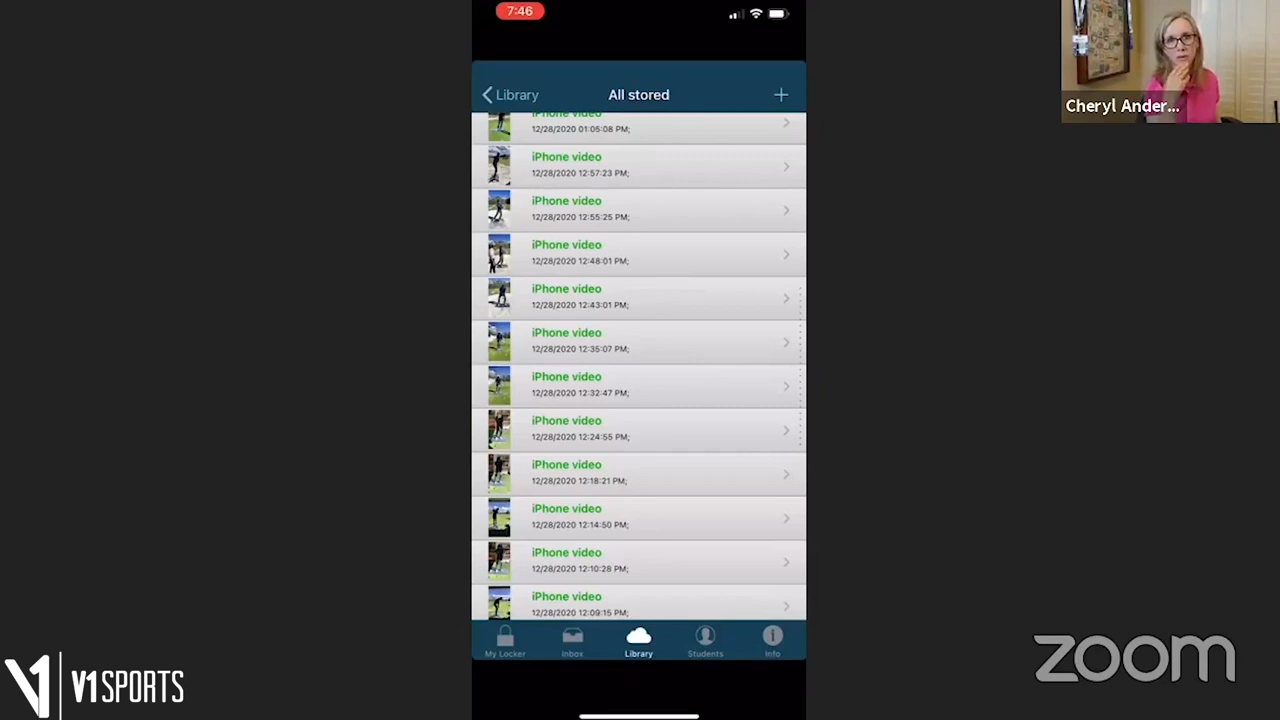 7:46
Library
All stored
+
iPhone video
12/28/2020 01:05:08 PM;
iPhone video
12/28/2020 12:57:23 PM;
iPhone video
12/28/2020 12:55:25 PM;
iPhone video
12/28/2020 12:48:01 PM;
iPhone video
12/28/2020 12:43:01 PM;
iPhone video
12/28/2020 12:35:07 PM;
iPhone video
12/28/2020 12:32:47 PM;
iPhone video
12/28/2020 12:24:55 PM;
iPhone video
12/28/2020 12:18:21 PM;
iPhone video
12/28/2020 12:14:50 PM;
iPhone video
12/28/2020 12:10:28 PM;
iPhone video
12/28/2020 12:09:15 PM;
My Locker
Inbox
Library
Students
Info
Cheryl Ander...
V1 V1 SPORTS
zoom